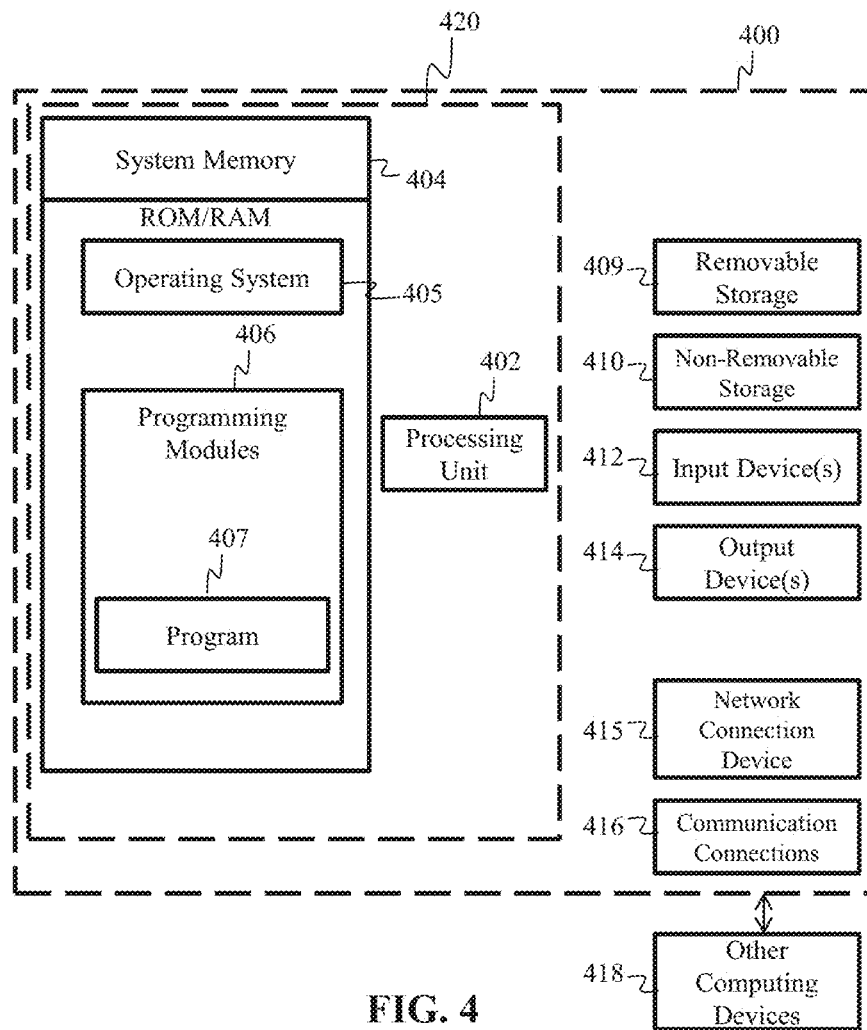 420
400
System Memory
404
ROM/RAM
Operating System
405
406
Programming
Modules
407
Program
402
Processing
Unit
409
Removable
Storage
410
Non-Removable
Storage
412
Input Device(s)
414
Output
Device(s)
415
Network
Connection
Device
416
Communication
Connections
418
Other
Computing
Devices
FIG. 4